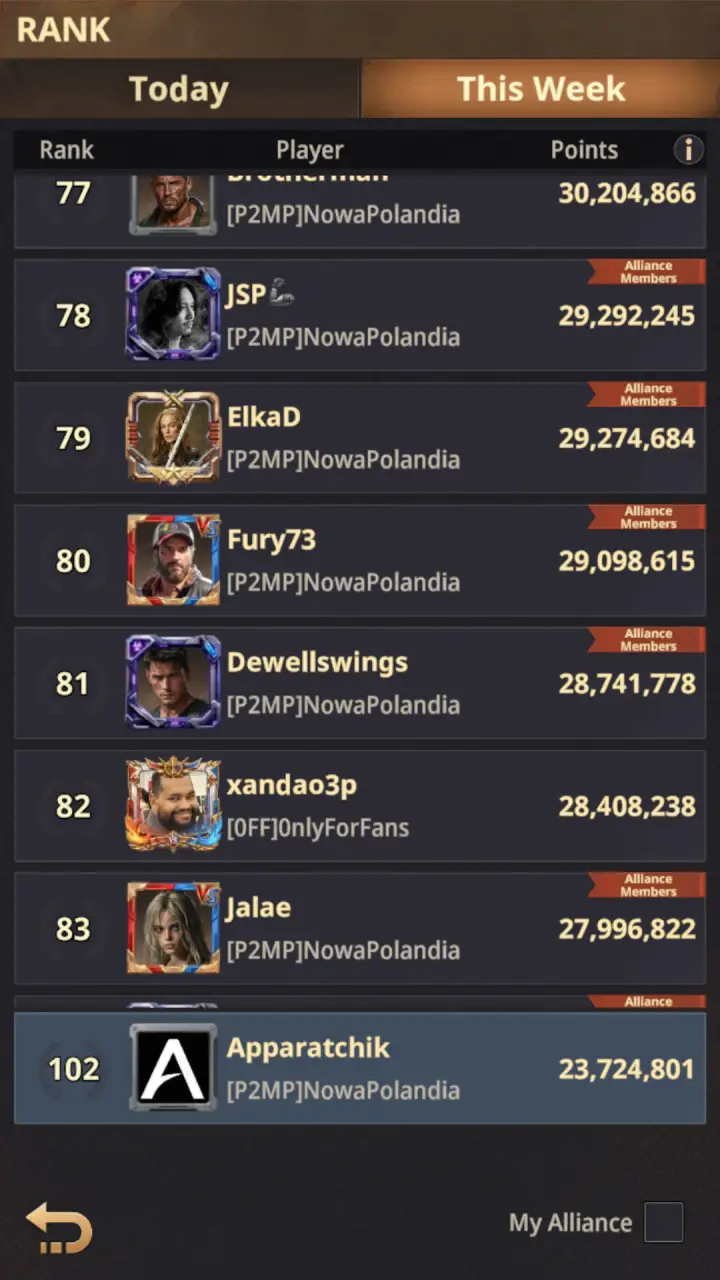 RANK
Today
This Week
Rank Player Points
77
Brotherman
[P2MP]NowaPolandia
30,204,866
Alliance
Members
78
JSP
[P2MP]NowaPolandia
29,292,245
Alliance
Members
79
ElkaD
[P2MP]NowaPolandia
29,274,684
Alliance
Members
80
Fury73
[P2MP]NowaPolandia
29,098,615
Alliance
Members
81
Dewellswings
[P2MP]NowaPolandia
28,741,778
82
xandao3p
[0FF]0nlyForFans
28,408,238
Alliance
Members
83
Jalae
[P2MP]NowaPolandia
27,996,822
Alliance
102
Apparatchik
[P2MP]NowaPolandia
23,724,801
My Alliance